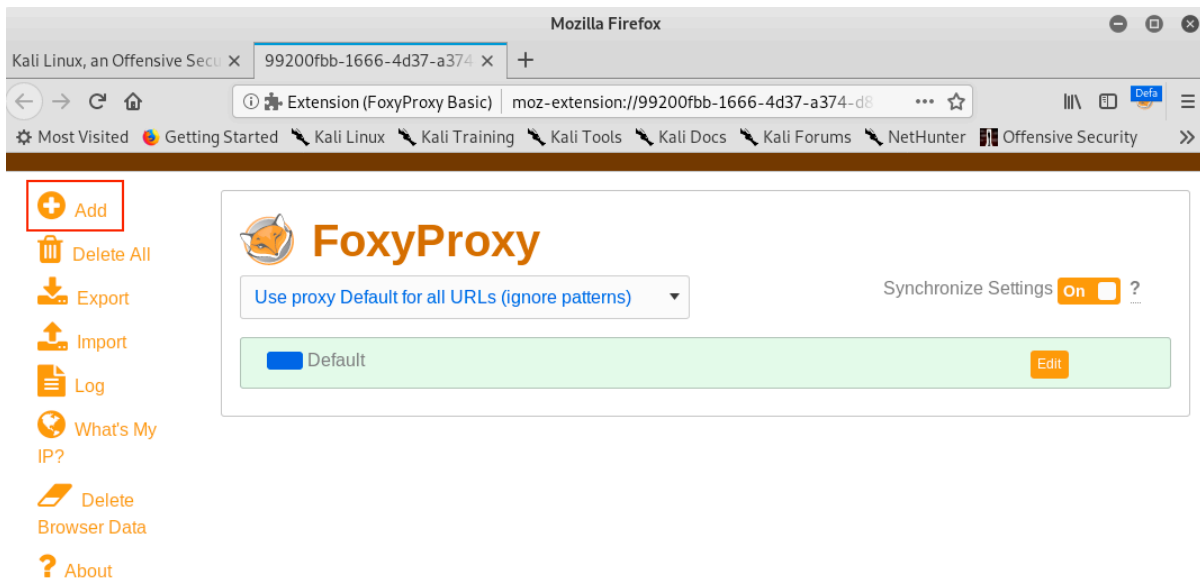 Mozilla Firefox
Kali Linux, an Offensive Secu
99200fbb-1666-4d37-a374
Extension (FoxyProxy Basic) moz-extension://99200fbb-1666-4d37-a374-d8
Defa
Most Visited Getting Started Kali Linux Kali Training Kali Tools Kali Docs Kali Forums NetHunter Offensive Security
Add
Delete All
Export
Import
Log
What's My
IP?
Delete
Browser Data
? About
FoxyProxy
Use proxy Default for all URLs (ignore patterns)
Synchronize Settings On ?
Default
Edit